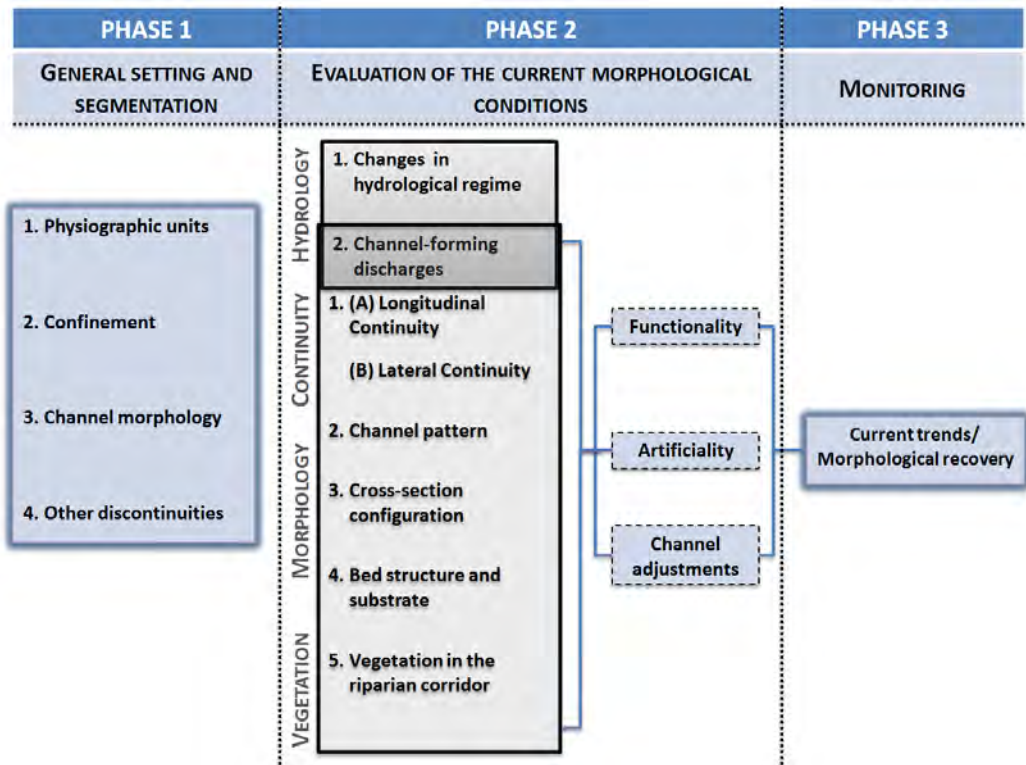 PHASE 1
PHASE 2
PHASE 3
GENERAL SETTING AND
SEGMENTATION
EVALUATION OF THE CURRENT MORPHOLOGICAL
CONDITIONS
MONITORING
1. Physiographic units
2. Confinement
3. Channel morphology
4. Other discontinuities
HYDROLOGY
CONTINUITY
MORPHOLOGY
VEGETATION
1. Changes in
hydrological regime
2. Channel-forming
discharges
1. (A) Longitudinal
Continuity
(B) Lateral Continuity
2. Channel pattern
3. Cross-section
configuration
4. Bed structure and
substrate
5. Vegetation in the
riparian corridor
Functionality
Artificiality
Channel
adjustments
Current trends/
Morphological recovery